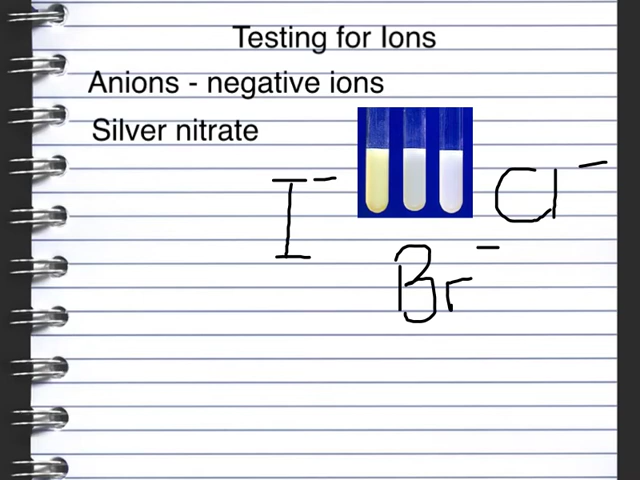 Testing for Ions
Anions - negative ions
Silver nitrate
I⁻
Cl⁻
Br⁻